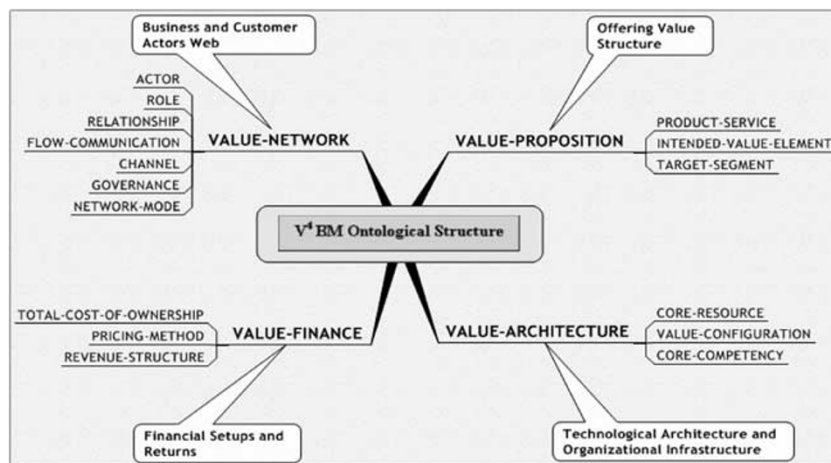 Business and Customer
Actors Web
Offering Value
Structure
ACTOR
ROLE
RELATIONSHIP
FLOW-COMMUNICATION
CHANNEL
GOVERNANCE
NETWORK-MODE
VALUE-NETWORK
VALUE-PROPOSITION
PRODUCT-SERVICE
INTENDED-VALUE-ELEMENT
TARGET-SEGMENT
V⁴ BM Ontological Structure
TOTAL-COST-OF-OWNERSHIP
PRICING-METHOD
REVENUE-STRUCTURE
VALUE-FINANCE
VALUE-ARCHITECTURE
CORE-RESOURCE
VALUE-CONFIGURATION
CORE-COMPETENCY
Financial Setups and
Returns
Technological Architecture and
Organizational Infrastructure